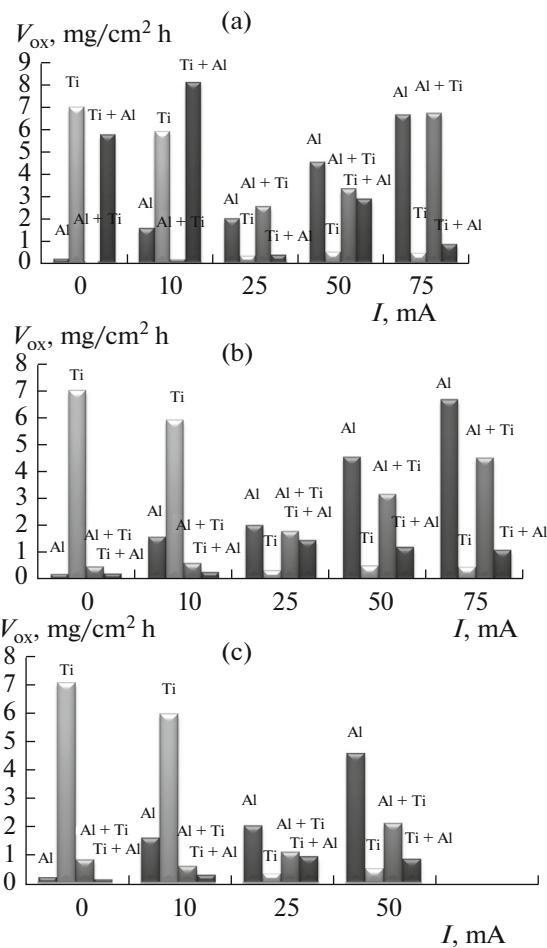 (a)
V_ox, mg/cm² h
9
8
7
6
5
4
3
2
1
0
Al
Ti
Al + Ti
Ti + Al
Al
Ti
Al + Ti
Ti + Al
Al
Ti
Al + Ti
Ti + Al
Al
Ti
Al + Ti
Ti + Al
Al
Ti
Al + Ti
Ti + Al
0 10 25 50 75
I, mA
V_ox, mg/cm² h
(b)
8
7
6
5
4
3
2
1
0
Al
Ti
Al + Ti
Ti + Al
Al
Ti
Al + Ti
Ti + Al
Al
Ti
Al + Ti
Ti + Al
Al
Ti
Al + Ti
Ti + Al
Al
Ti
Al + Ti
Ti + Al
0 10 25 50 75
I, mA
V_ox, mg/cm² h
(c)
8
7
6
5
4
3
2
1
0
Al
Ti
Al + Ti
Ti + Al
Al
Ti
Al + Ti
Ti + Al
Al
Ti
Al + Ti
Ti + Al
Al
Ti
Al + Ti
Ti + Al
0 10 25 50
I, mA